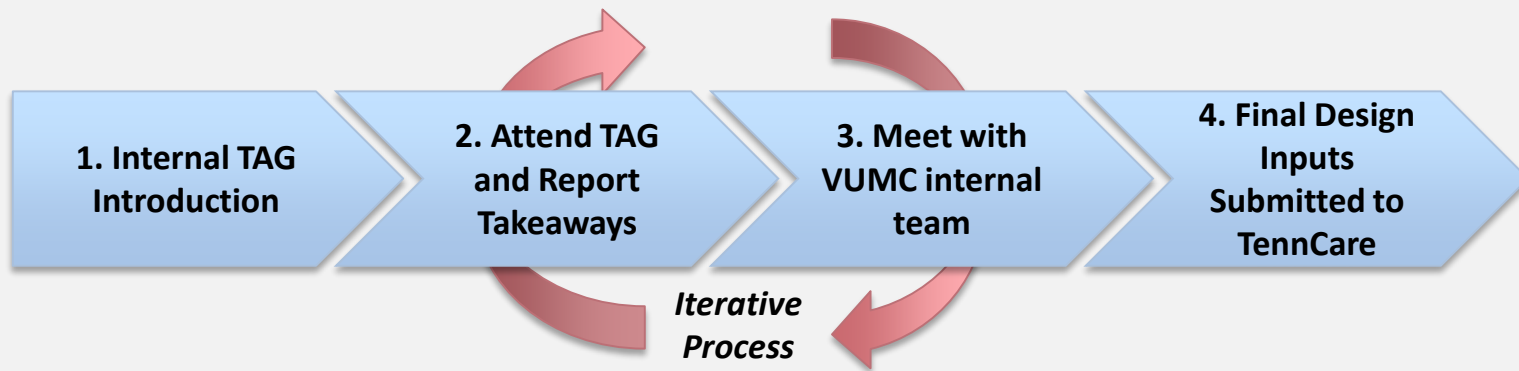 1. Internal TAG
Introduction
2. Attend TAG
and Report
Takeaways
3. Meet with
VUMC internal
team
4. Final Design
Inputs
Submitted to
TennCare
Iterative
Process